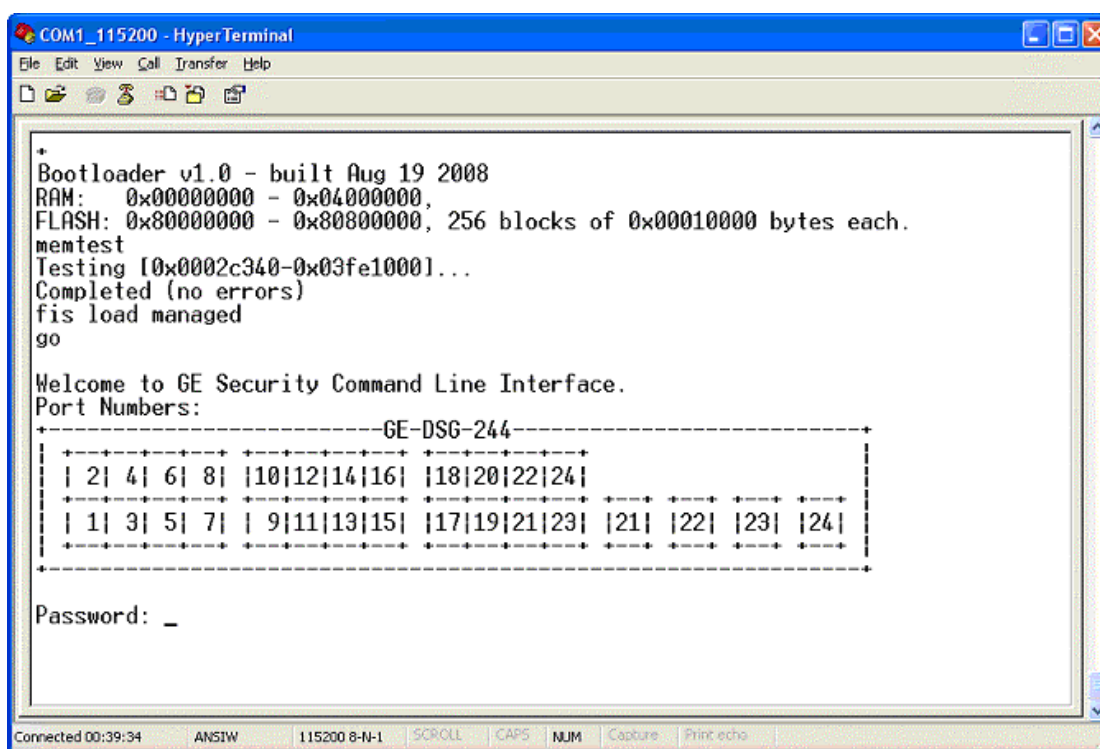 COM1_115200 - HyperTerminal
File Edit View Call Transfer Help
+
Bootloader v1.0 - built Aug 19 2008
RAM:   0x00000000 - 0x04000000,
FLASH: 0x80000000 - 0x80800000, 256 blocks of 0x00010000 bytes each.
memtest
Testing [0x0002c340-0x03fe1000]...
Completed (no errors)
fis load managed
go
Welcome to GE Security Command Line Interface.
Port Numbers:
+---------------------------GE-DSG-244----------------------------+
| +--+--+--+--+ +--+--+--+--+ +--+--+--+--+                       |
| | 2| 4| 6| 8| |10|12|14|16| |18|20|22|24|                       |
| +--+--+--+--+ +--+--+--+--+ +--+--+--+--+ +--+ +--+ +--+ +--+ |
| | 1| 3| 5| 7| | 9|11|13|15| |17|19|21|23| |21| |22| |23| |24| |
| +--+--+--+--+ +--+--+--+--+ +--+--+--+--+ +--+ +--+ +--+ +--+ |
+-----------------------------------------------------------------+
Password: _
Connected 00:39:34 ANSIW 115200 8-N-1 SCROLL CAPS NUM Capture Print echo